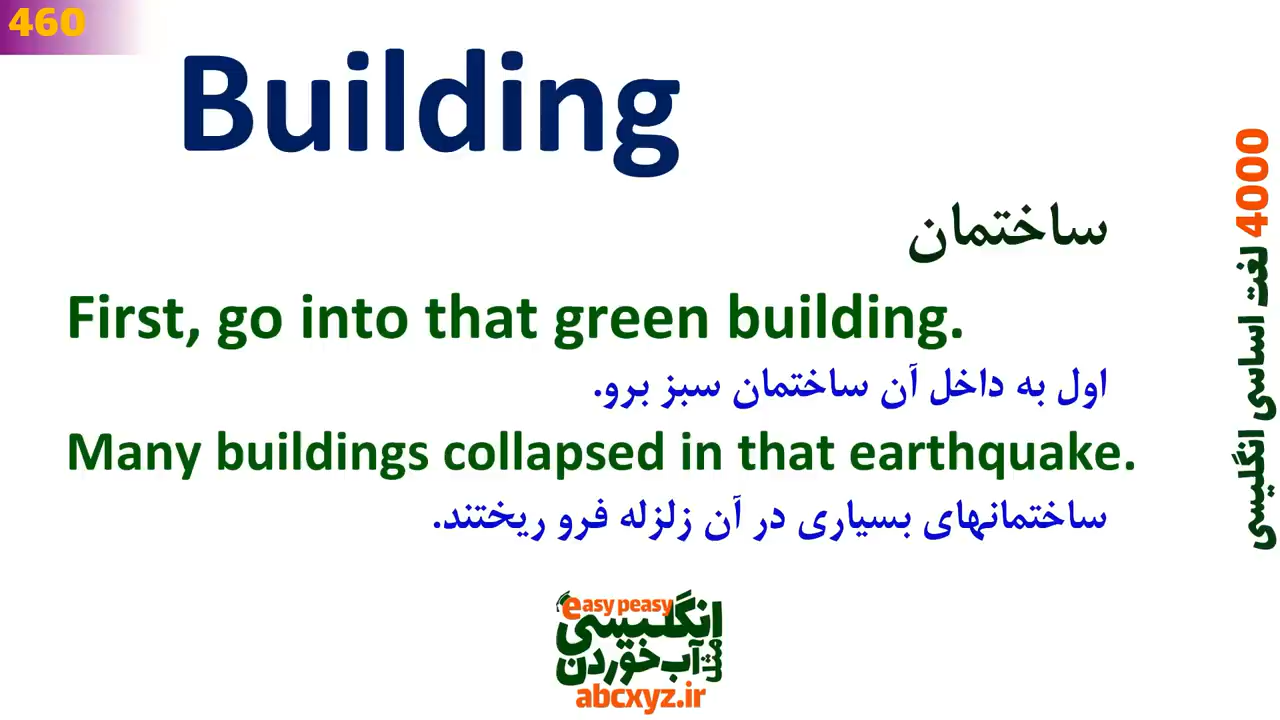 460
Building
ساختمان
First, go into that green building.
اول به داخل آن ساختمان سبز برو.
Many buildings collapsed in that earthquake.
ساختمانهای بسیاری در آن زلزله فرو ریختند.
4000 لغت اساسی انگلیسی
easy peasy
انگلیسی
مثل آب خوردن
abcxyz.ir